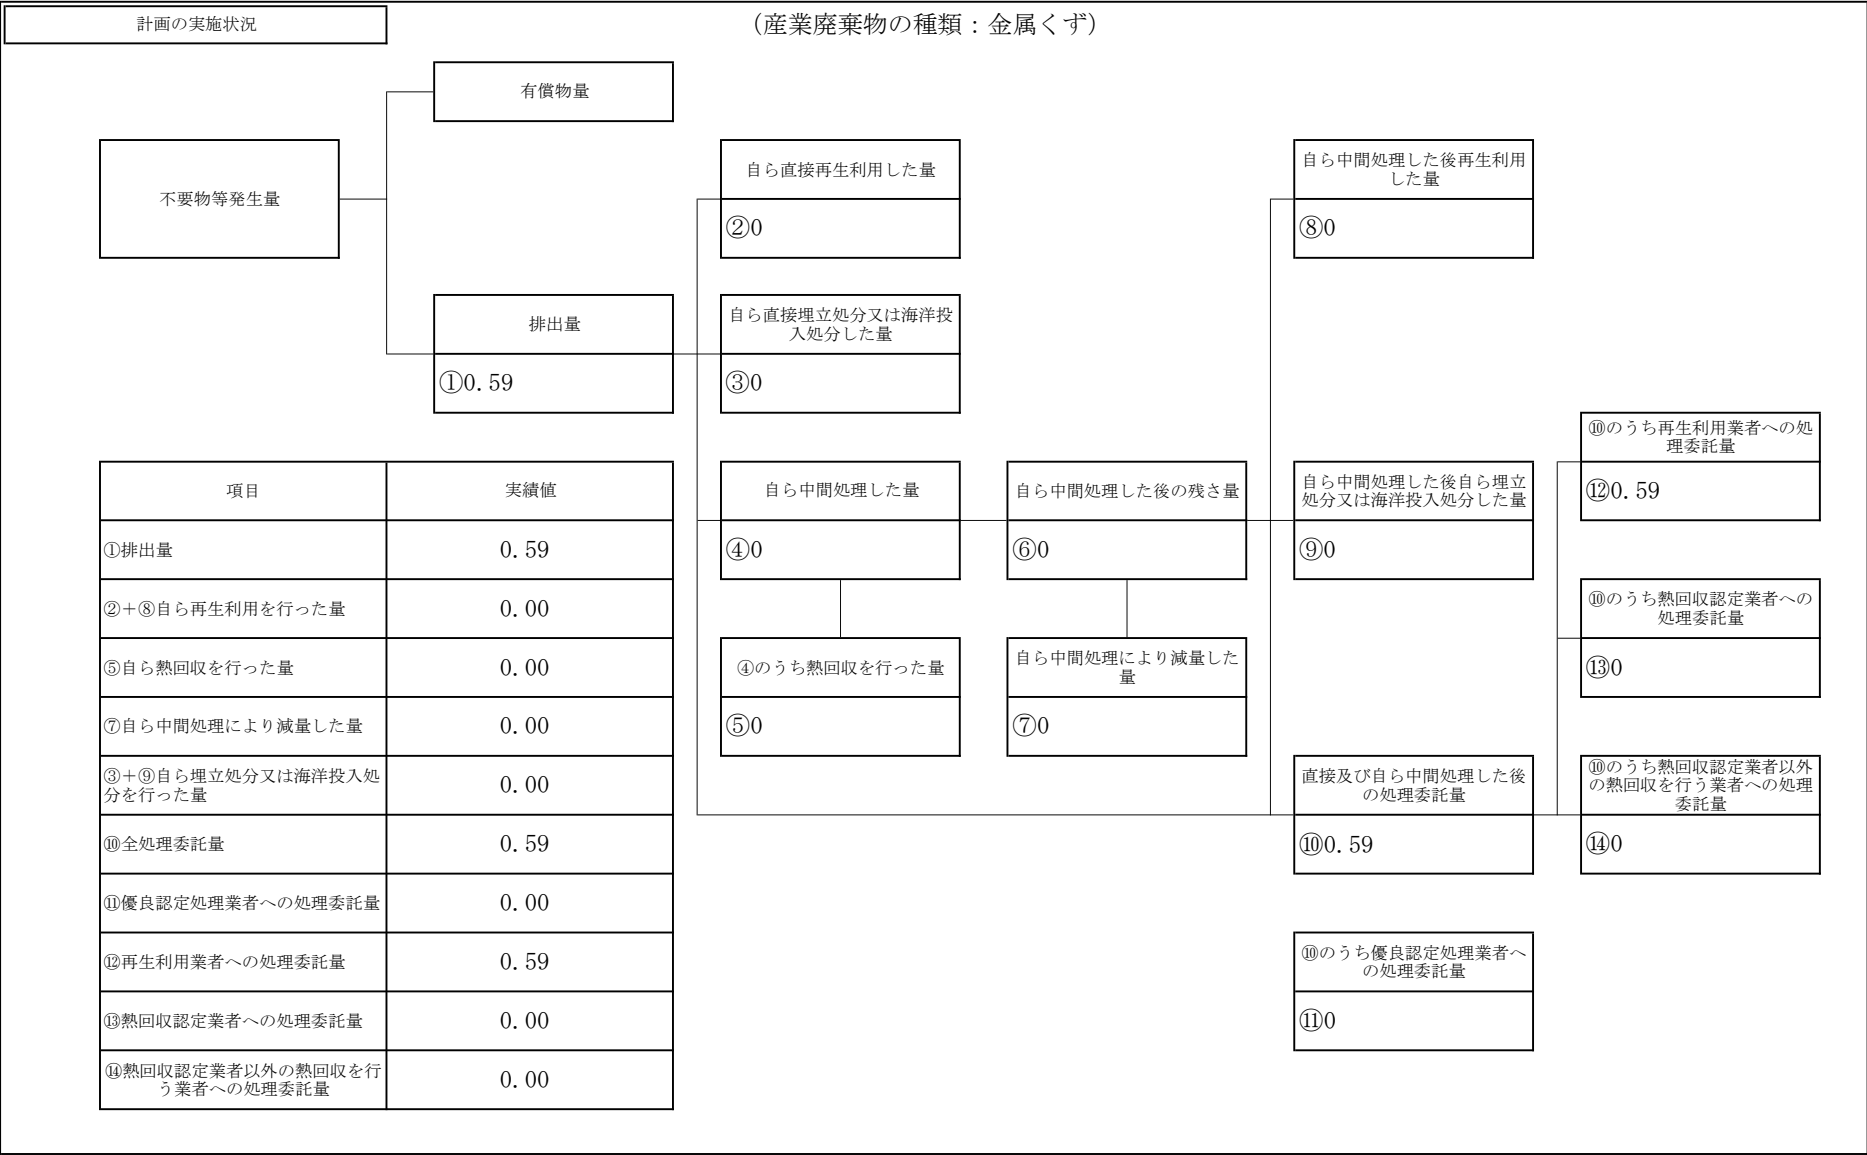 計画の実施状況
（産業廃棄物の種類：金属くず）
有償物量
不要物等発生量
自ら直接再生利用した量
②0
自ら中間処理した後再生利用
した量
⑧0
排出量
①0.59
自ら直接埋立処分又は海洋投
入処分した量
③0
⑩のうち再生利用業者への処
理委託量
⑫0.59
自ら中間処理した量
④0
自ら中間処理した後の残さ量
⑥0
自ら中間処理した後自ら埋立
処分又は海洋投入処分した量
⑨0
⑩のうち熱回収認定業者への
処理委託量
⑬0
④のうち熱回収を行った量
⑤0
自ら中間処理により減量した
量
⑦0
直接及び自ら中間処理した後
の処理委託量
⑩0.59
⑩のうち熱回収認定業者以外
の熱回収を行う業者への処理
委託量
⑭0
⑩のうち優良認定処理業者へ
の処理委託量
⑪0
項目 実績値
①排出量 0.59
②＋⑧自ら再生利用を行った量 0.00
⑤自ら熱回収を行った量 0.00
⑦自ら中間処理により減量した量 0.00
③＋⑨自ら埋立処分又は海洋投入処
分を行った量 0.00
⑩全処理委託量 0.59
⑪優良認定処理業者への処理委託量 0.00
⑫再生利用業者への処理委託量 0.59
⑬熱回収認定業者への処理委託量 0.00
⑭熱回収認定業者以外の熱回収を行
う業者への処理委託量 0.00